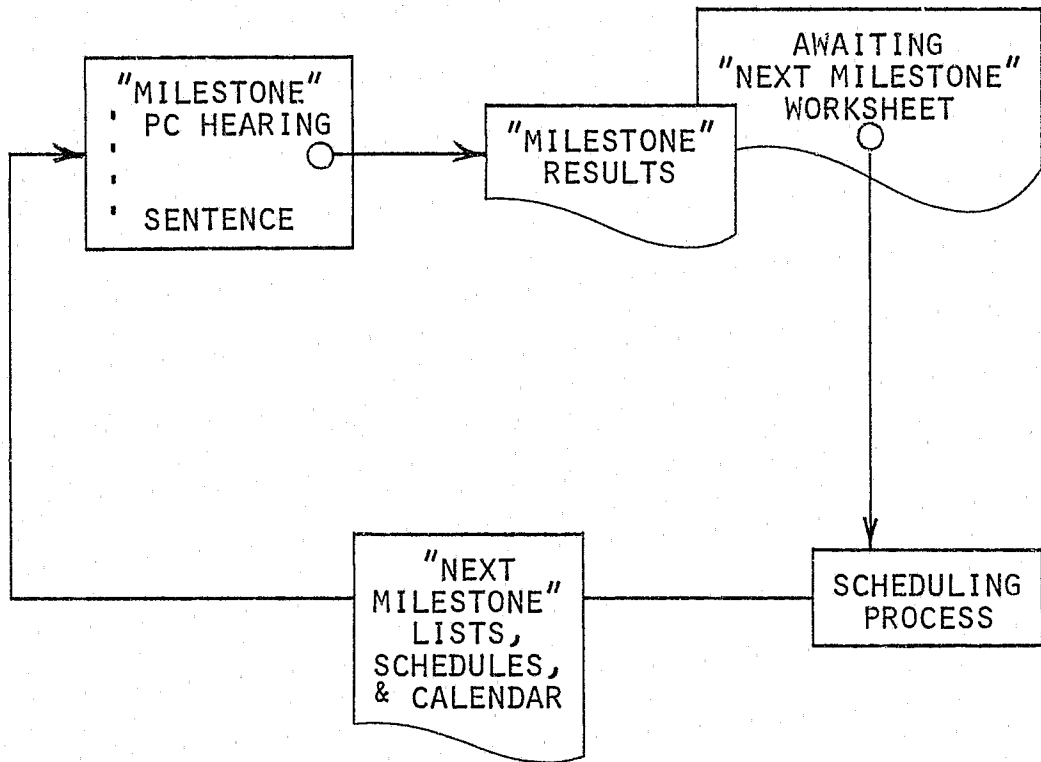 "MILESTONE"
PC HEARING
SENTENCE
"MILESTONE"
RESULTS
AWAITING
"NEXT MILESTONE"
WORKSHEET
SCHEDULING
PROCESS
"NEXT
MILESTONE"
LISTS,
SCHEDULES,
& CALENDAR